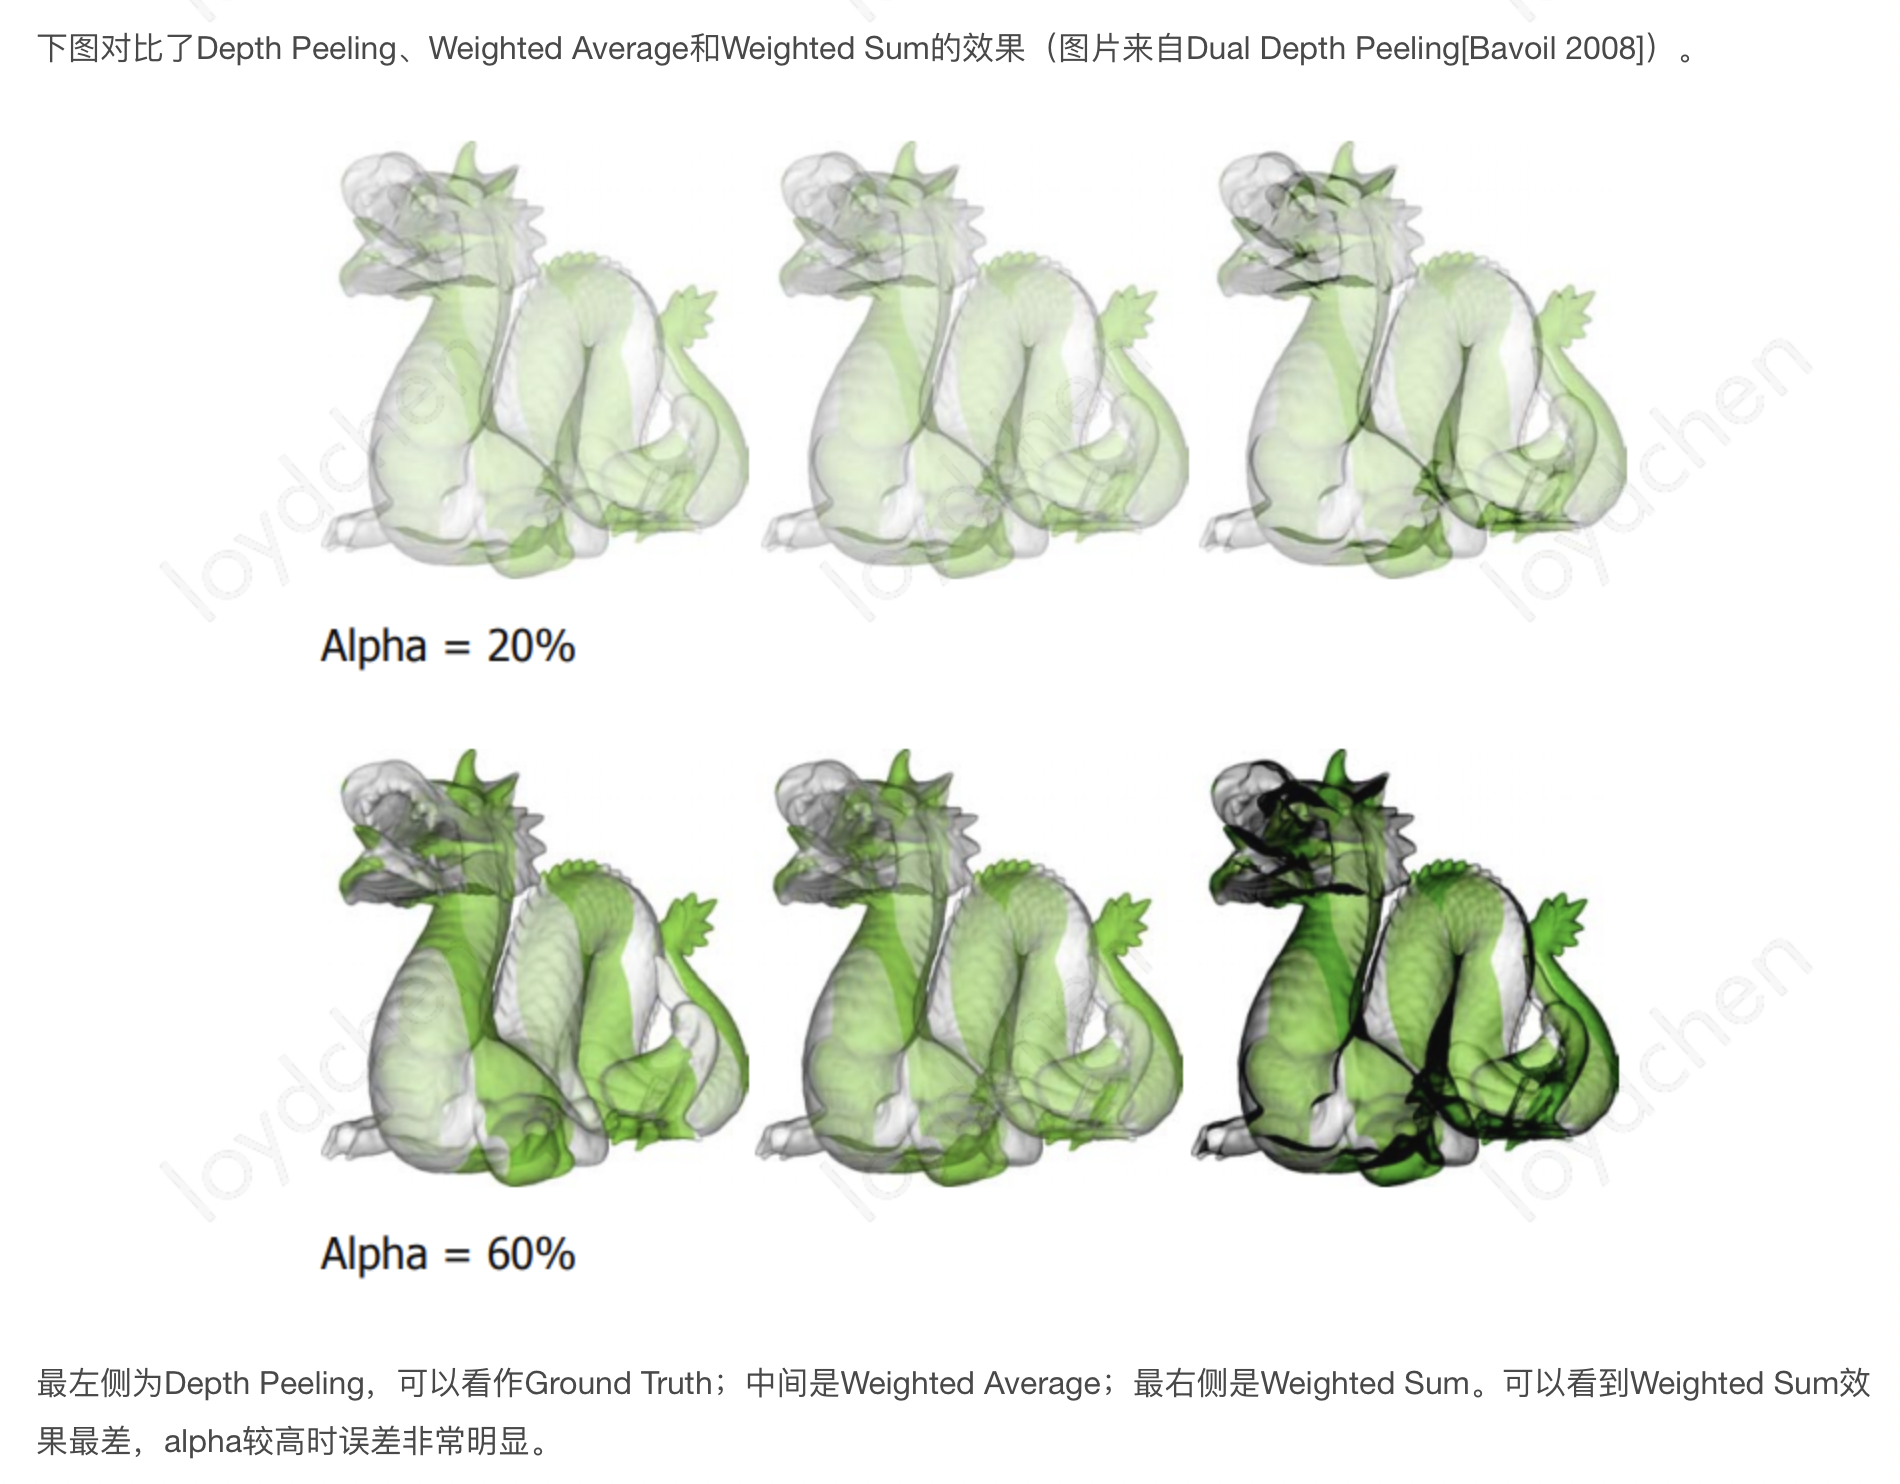 下图对比了Depth Peeling、Weighted Average和Weighted Sum的效果（图片来自Dual Depth Peeling[Bavoil 2008]）。
loydchen
loydchen
loydchen
Alpha = 20%
loydchen
loydchen
loydchen
Alpha = 60%
最左侧为Depth Peeling，可以看作Ground Truth；中间是Weighted Average；最右侧是Weighted Sum。可以看到Weighted Sum效
果最差，alpha较高时误差非常明显。